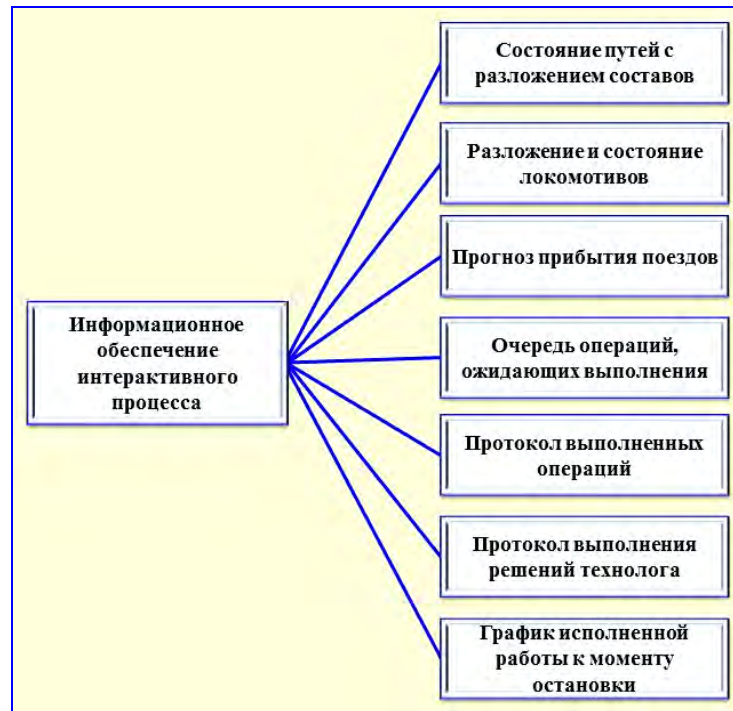 Состояние путей с
разложением составов
Разложение и состояние
локомотивов
Прогноз прибытия поездов
Информационное
обеспечение
интерактивного
процесса
Очередь операций,
ожидающих выполнения
Протокол выполненных
операций
Протокол выполнения
решений технолога
График исполненной
работы к моменту
остановки